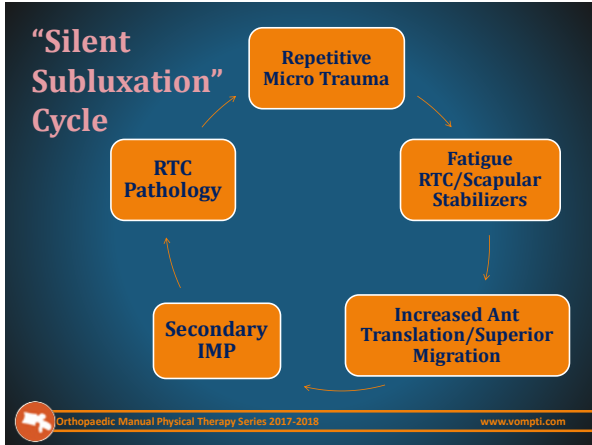 “Silent
Subluxation”
Cycle
Repetitive
Micro Trauma
Fatigue
RTC/Scapular
Stabilizers
Increased Ant
Translation/Superior
Migration
Secondary
IMP
RTC
Pathology
Orthopaedic Manual Physical Therapy Series 2017-2018
www.vompti.com